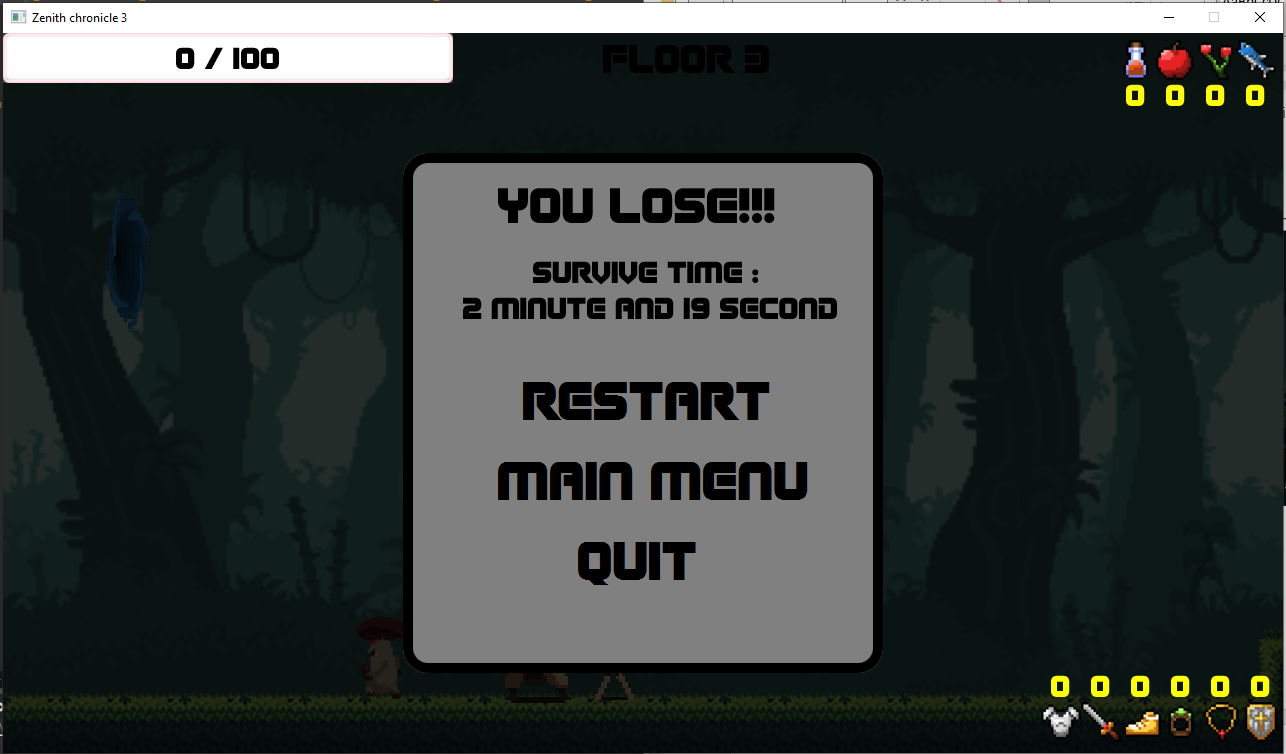 Zenith chronicle 3
0 / 100
FLOOR 3
0 0 0 0
YOU LOSE!!!
SURVIVE TIME :
2 MINUTE AND 19 SECOND
RESTART
MAIN MENU
QUIT
0 0 0 0 0 0